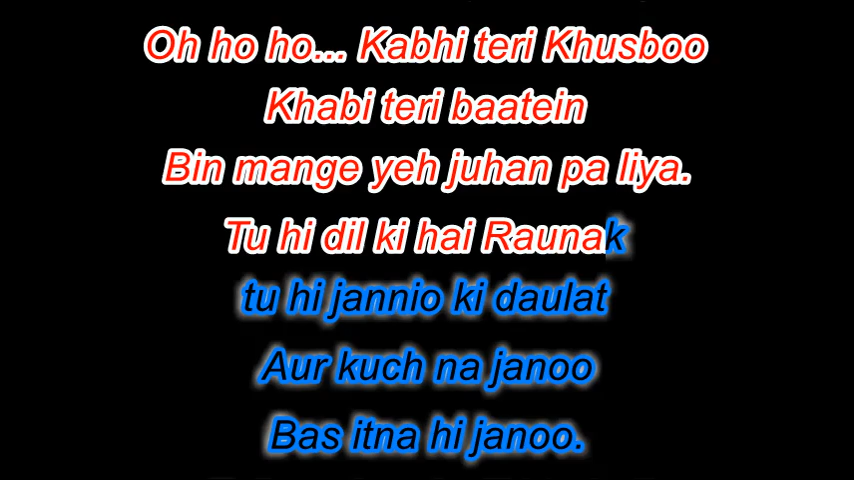 Oh ho ho... Kabhi teri Khusboo
Khabi teri baatein
Bin mange yeh juhan pa liya.
Tu hi dil ki hai Raunak
tu hi jannio ki daulat
Aur kuch na janoo
Bas itna hi janoo.